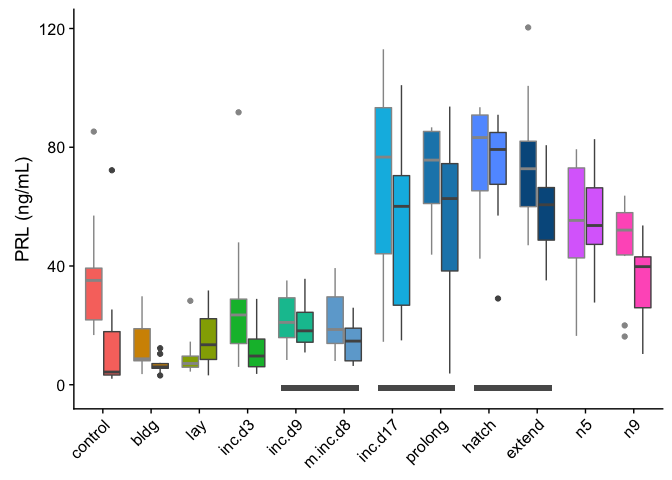 PRL (ng/mL)
120
80
40
0
control
bldg
lay
inc.d3
inc.d9
m.inc.d8
inc.d17
prolong
hatch
extend
n5
n9